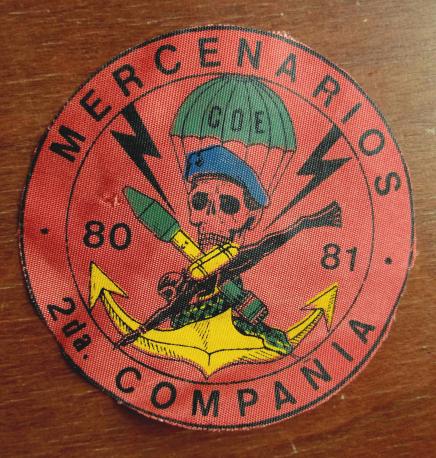 MERCENARIOS
COE
80
81
2da. COMPANIA